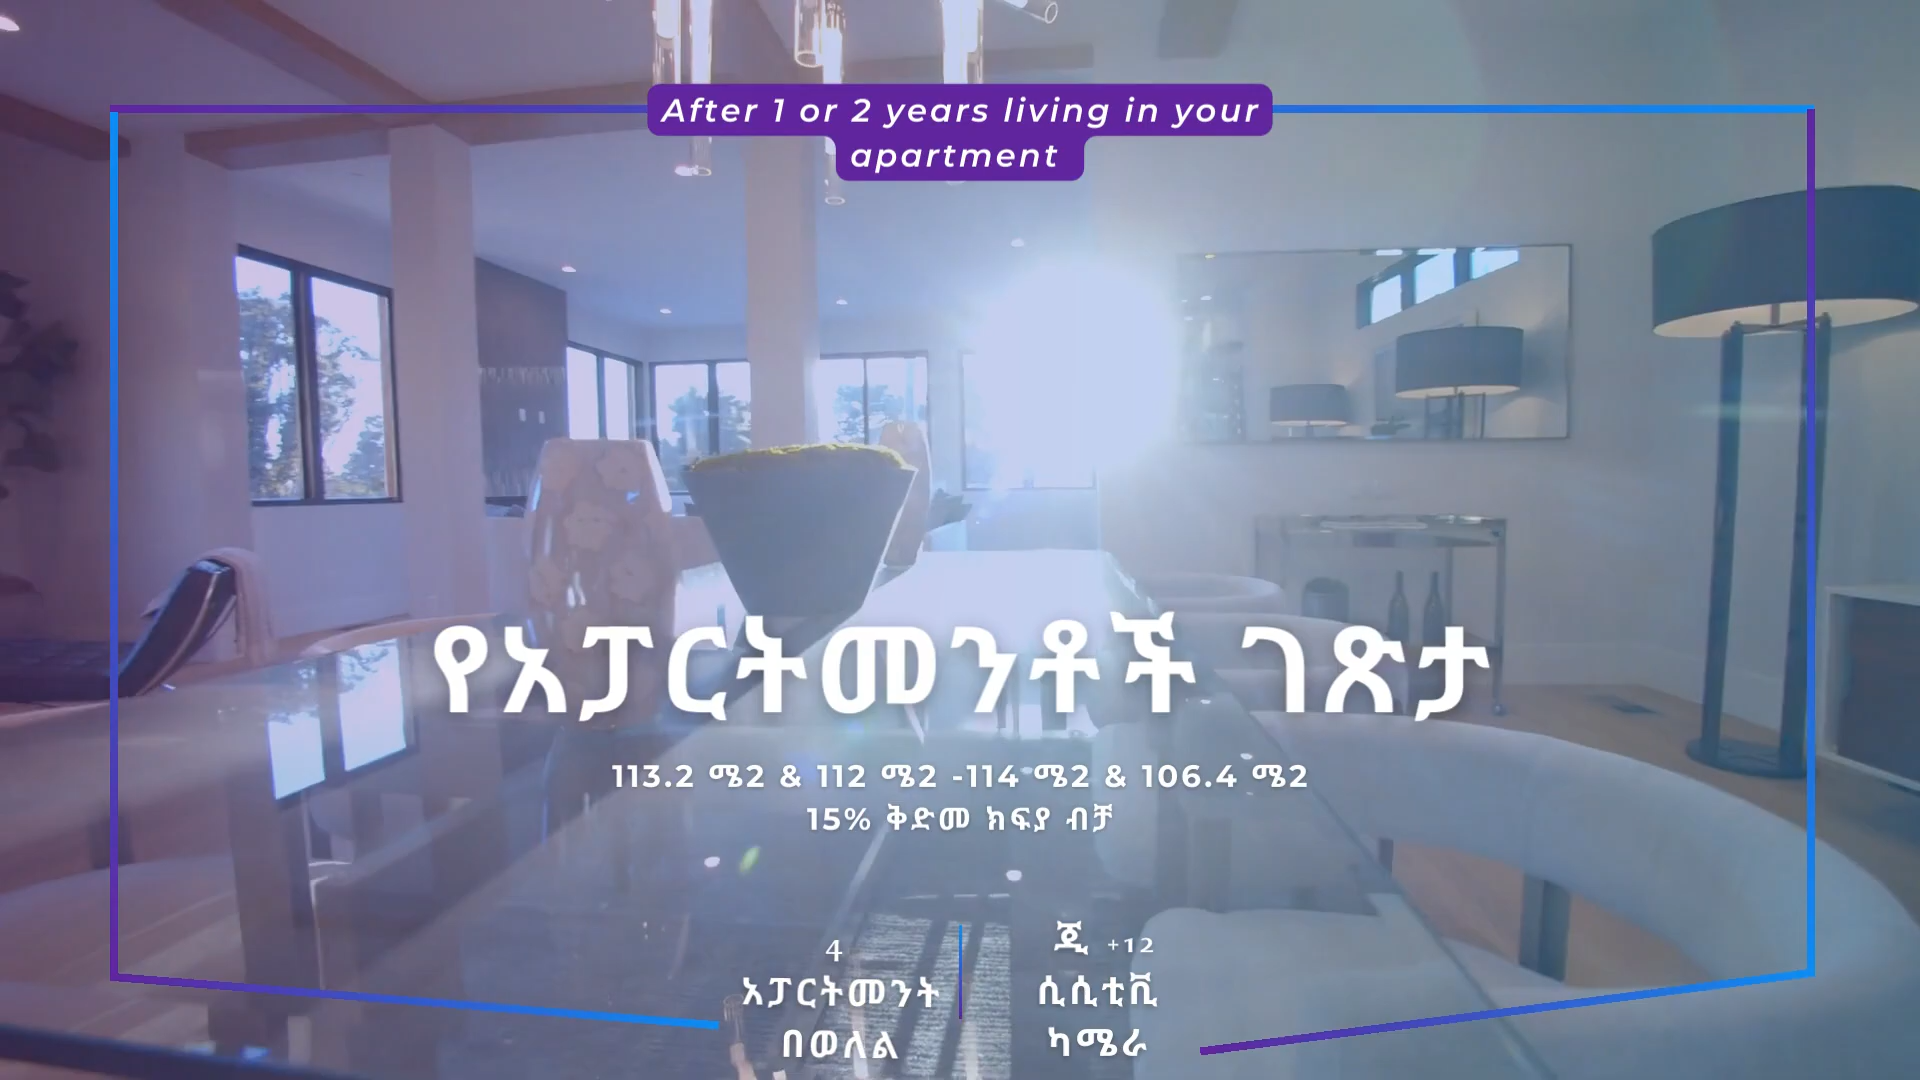 After 1 or 2 years living in your
apartment
የአፓርትመንቶች ገጽታ
113.2 ሜ2 & 112 ሜ2 -114 ሜ2 & 106.4 ሜ2
15% ቅድመ ክፍያ ብቻ
4
አፓርትመንት
በወለል
ጂ +12
ሲሲቲቪ
ካሜራ